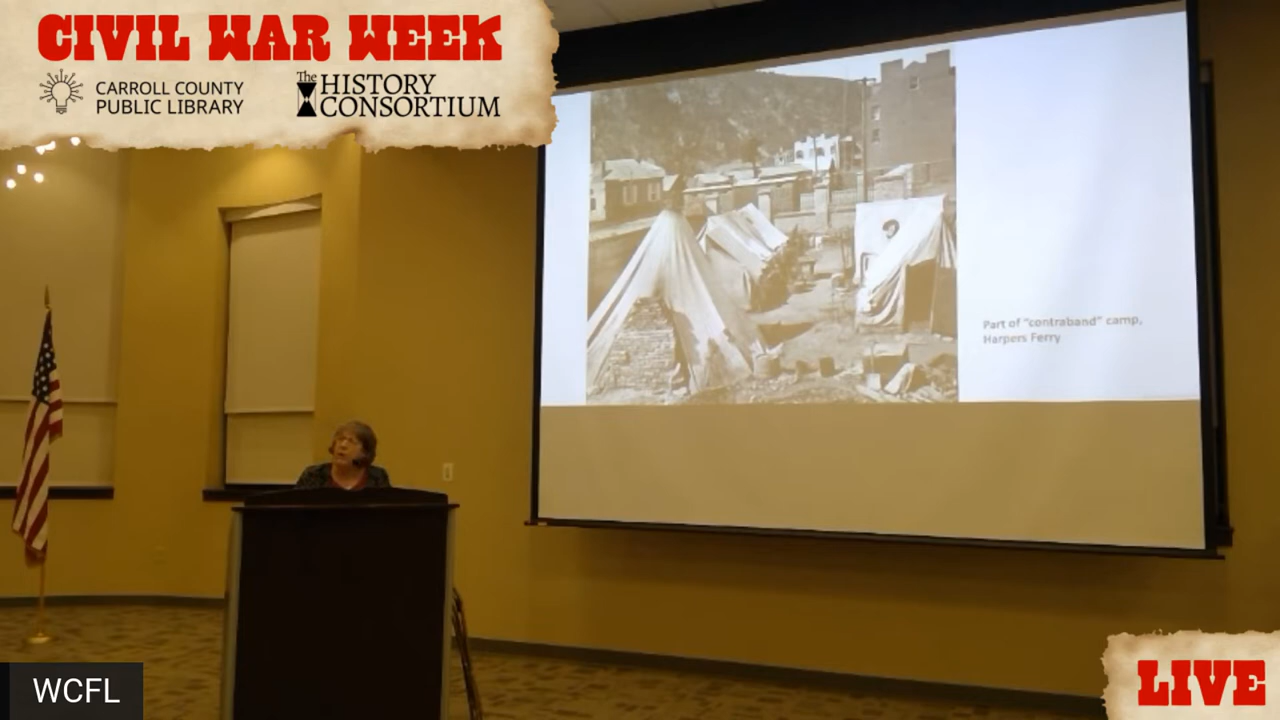 CIVIL WAR WEEK
CARROLL COUNTY
PUBLIC LIBRARY
The
HISTORY
CONSORTIUM
Part of "contraband" camp,
Harpers Ferry
WCFL
LIVE